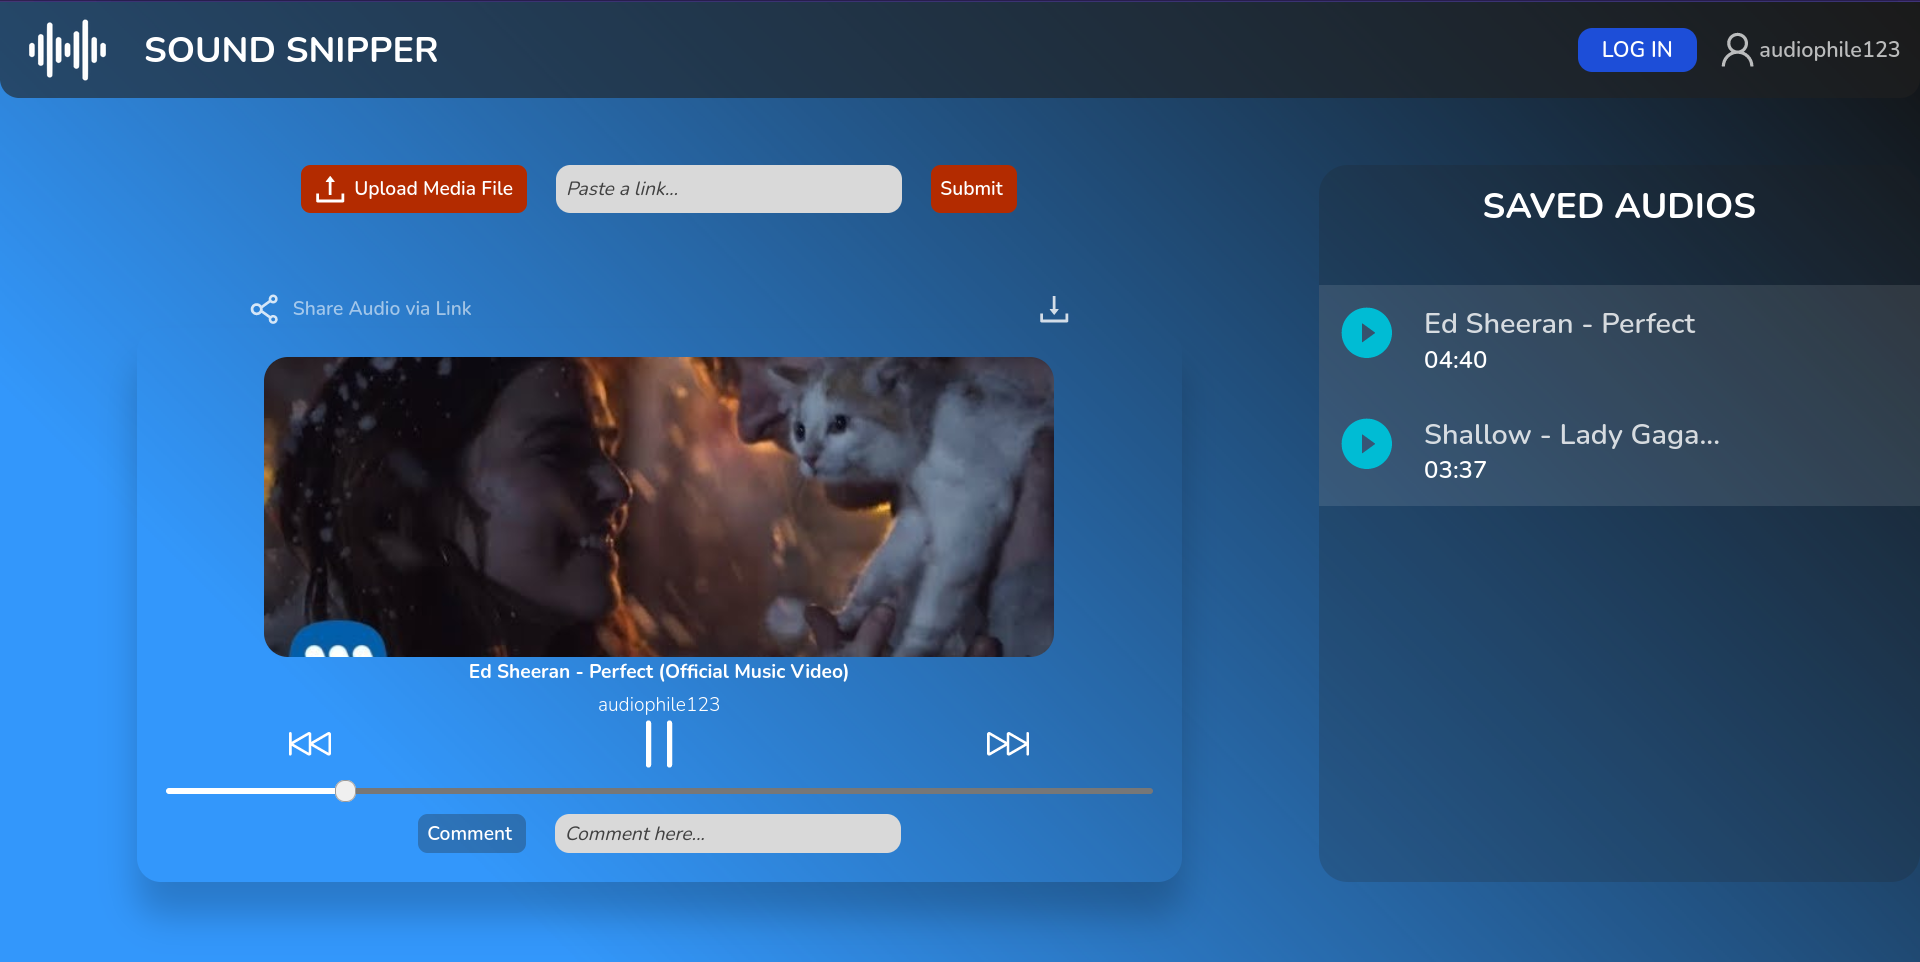 SOUND SNIPPER
LOG IN
audiophile123
Upload Media File
Paste a link...
Submit
Share Audio via Link
Ed Sheeran - Perfect (Official Music Video)
audiophile123
Comment
Comment here...
SAVED AUDIOS
Ed Sheeran - Perfect
04:40
Shallow - Lady Gaga...
03:37